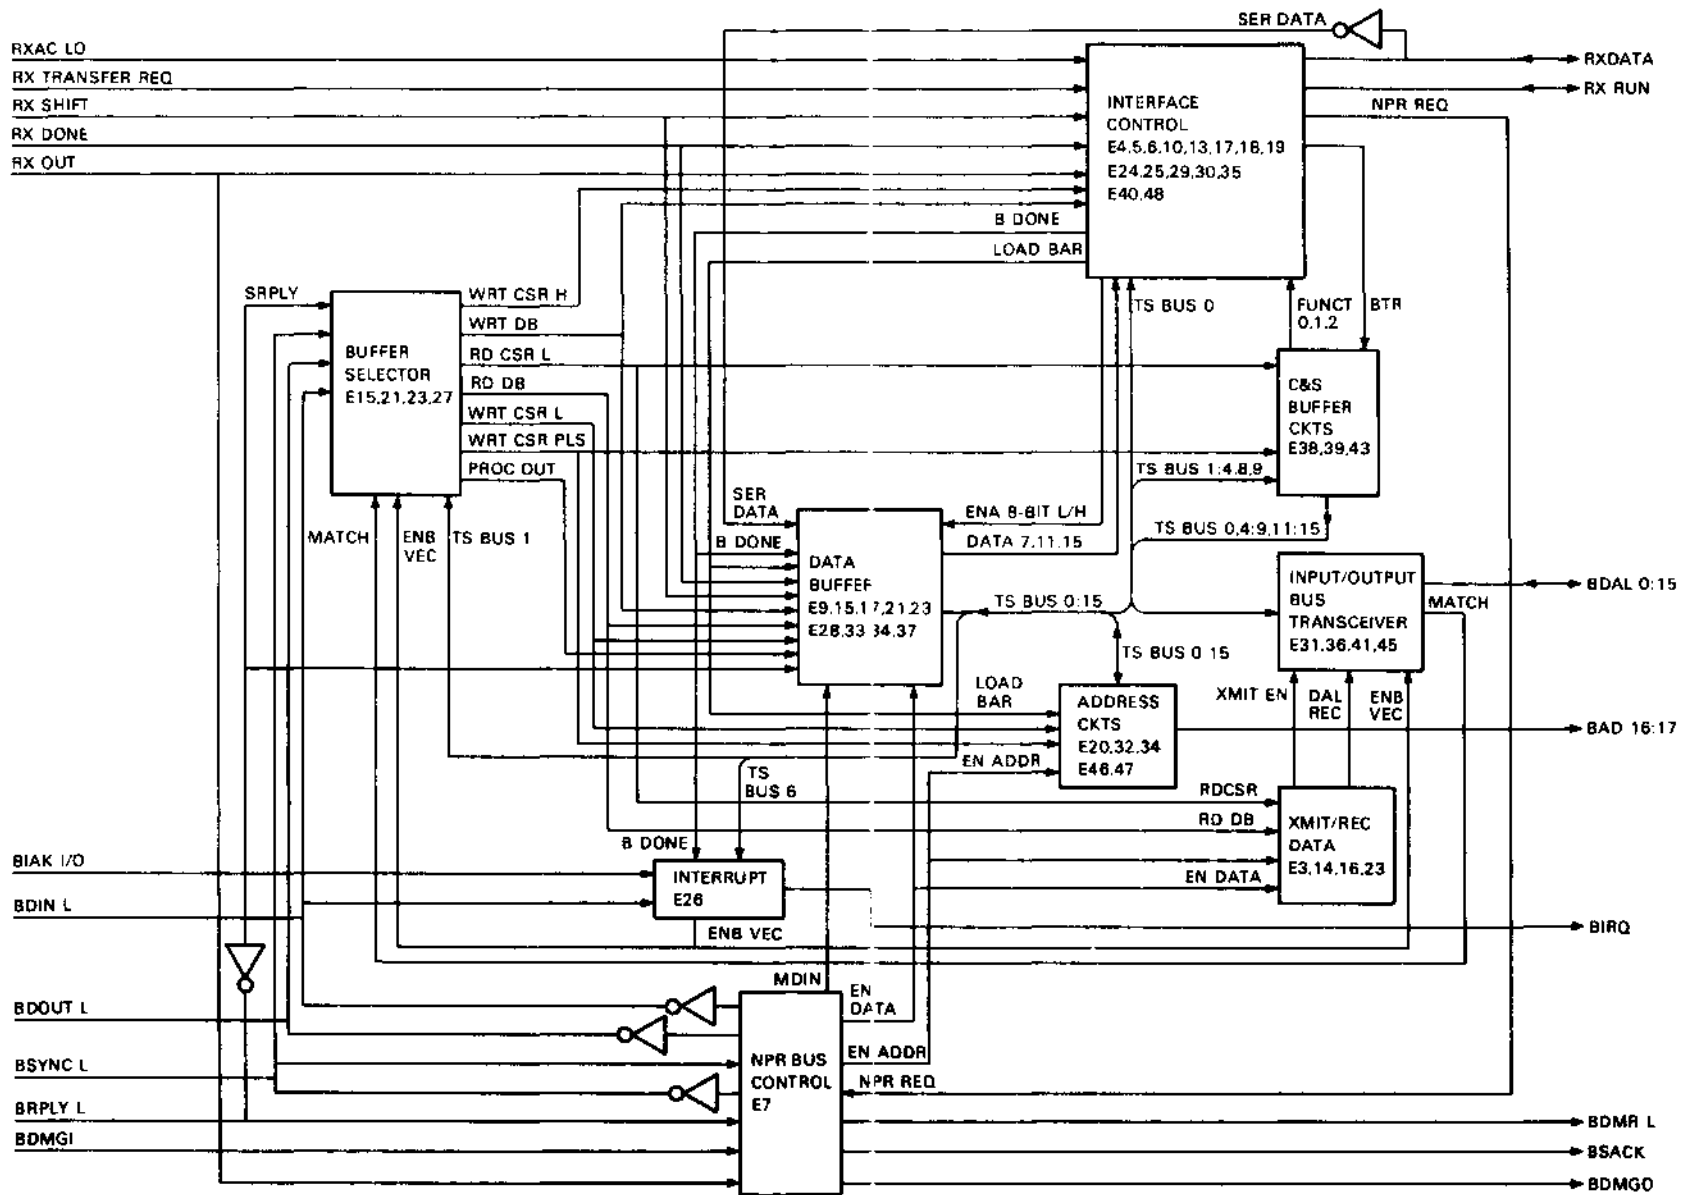 SER DATA
RXAC LO
RX TRANSFER REQ
RX SHIFT
RX DONE
RX OUT
INTERFACE
CONTROL
E4,5,6,10,13,17,18,19
E24,25,29,30,35
E40,48
RXDATA
RX RUN
NPR REQ
B DONE
LOAD BAR
SRPLY
BUFFER
SELECTOR
E15,21,23,27
WRT CSR H
WRT DB
RD CSR L
RD DB
WRT CSR L
WRT CSR PLS
PROC OUT
TS BUS 0
FUNCT
0,1,2
BTR
C&S
BUFFER
CKTS
E38,39,43
TS BUS 1:4,8,9
TS BUS 0,4:9,11:15
MATCH
ENB
VEC
TS BUS 1
SER
DATA
B DONE
DATA
BUFFER
E9,15,17,21,23
E28,33,34,37
ENA 8-BIT L/H
DATA 7,11,15
TS BUS 0:15
TS BUS 0 15
INPUT/OUTPUT
BUS
TRANSCEIVER
E31,36,41,45
BDAL 0:15
MATCH
LOAD
BAR
ADDRESS
CKTS
E20,32,34
E46,47
XMIT EN
DAL
REC
ENB
VEC
BAD 16:17
EN ADDR
TS
BUS 6
RDCSR
RD DB
XMIT/REC
DATA
E3,14,16,23
EN DATA
B DONE
BIAK I/O
INTERRUPT
E26
BDIN L
ENB VEC
BIRQ
MDIN
EN
DATA
BDOUT L
NPR BUS
CONTROL
E7
EN ADDR
BSYNC L
NPR REQ
BRPLY L
BDMR L
BDMGI
BSACK
BDMGO